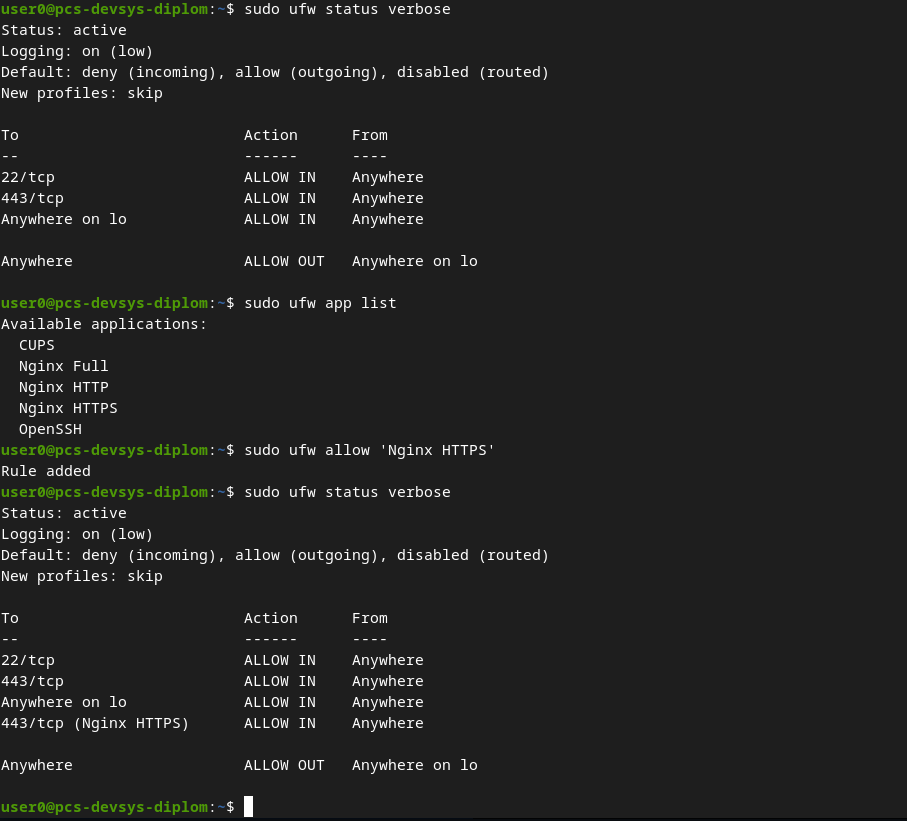 user0@pcs-devsys-diplom:~$ sudo ufw status verbose
Status: active
Logging: on (low)
Default: deny (incoming), allow (outgoing), disabled (routed)
New profiles: skip

To                         Action      From
--                         ------      ----
22/tcp                     ALLOW IN    Anywhere
443/tcp                    ALLOW IN    Anywhere
Anywhere on lo             ALLOW IN    Anywhere

Anywhere                   ALLOW OUT   Anywhere on lo

user0@pcs-devsys-diplom:~$ sudo ufw app list
Available applications:
  CUPS
  Nginx Full
  Nginx HTTP
  Nginx HTTPS
  OpenSSH
user0@pcs-devsys-diplom:~$ sudo ufw allow 'Nginx HTTPS'
Rule added
user0@pcs-devsys-diplom:~$ sudo ufw status verbose
Status: active
Logging: on (low)
Default: deny (incoming), allow (outgoing), disabled (routed)
New profiles: skip

To                         Action      From
--                         ------      ----
22/tcp                     ALLOW IN    Anywhere
443/tcp                    ALLOW IN    Anywhere
Anywhere on lo             ALLOW IN    Anywhere
443/tcp (Nginx HTTPS)      ALLOW IN    Anywhere

Anywhere                   ALLOW OUT   Anywhere on lo

user0@pcs-devsys-diplom:~$